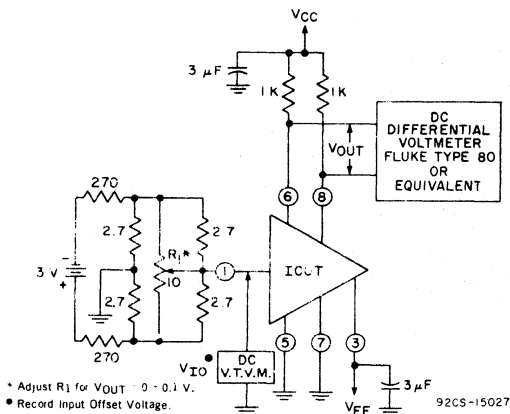 VCC
3 μF
1K
1K
VOUT
DC
DIFFERENTIAL
VOLTMETER
FLUKE TYPE 80
OR
EQUIVALENT
6
8
270
2.7
2.7
R1*
10
3 V
-
+
1
ICUT
2.7
2.7
270
VIO
DC
V.T.V.M.
5
7
3
3 μF
VEE
* Adjust R1 for VOUT = 0 ± 0.1 V.
● Record Input Offset Voltage.
92CS-15027